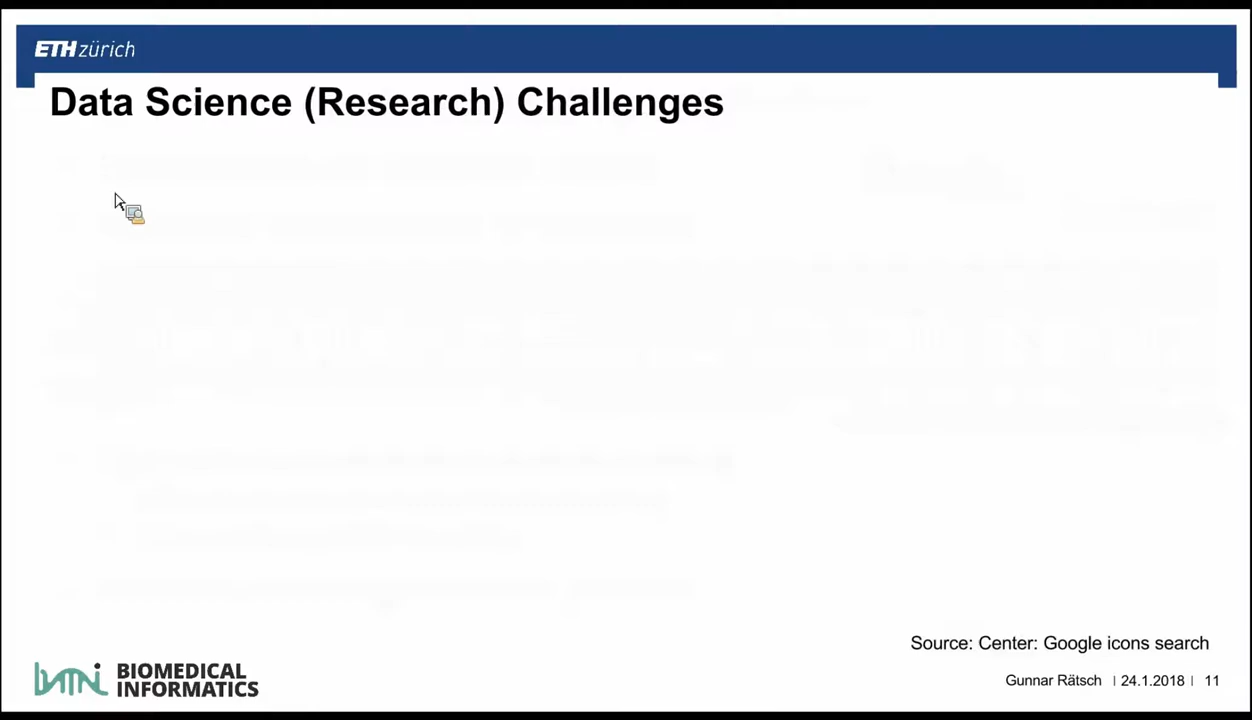 ETH zürich
Data Science (Research) Challenges
Source: Center: Google icons search
BIOMEDICAL
INFORMATICS
Gunnar Rätsch | 24.1.2018 | 11